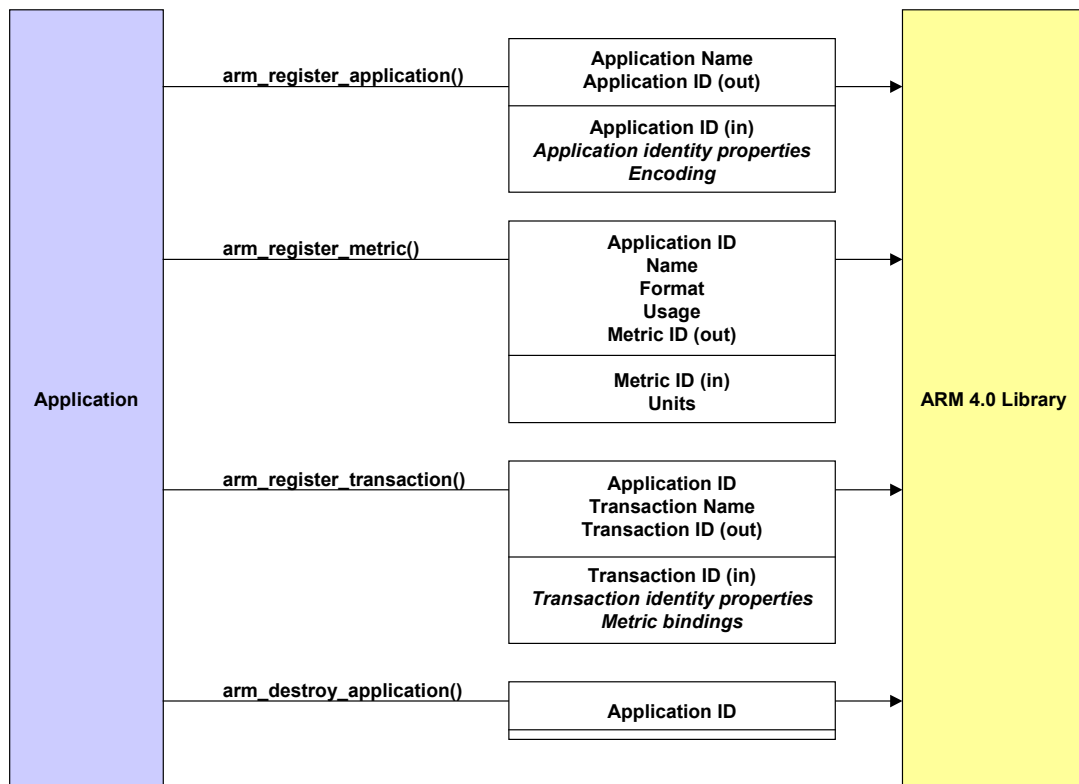 Application
arm_register_application()
Application Name
Application ID (out)
Application ID (in)
Application identity properties
Encoding
arm_register_metric()
Application ID
Name
Format
Usage
Metric ID (out)
Metric ID (in)
Units
arm_register_transaction()
Application ID
Transaction Name
Transaction ID (out)
Transaction ID (in)
Transaction identity properties
Metric bindings
arm_destroy_application()
Application ID
ARM 4.0 Library